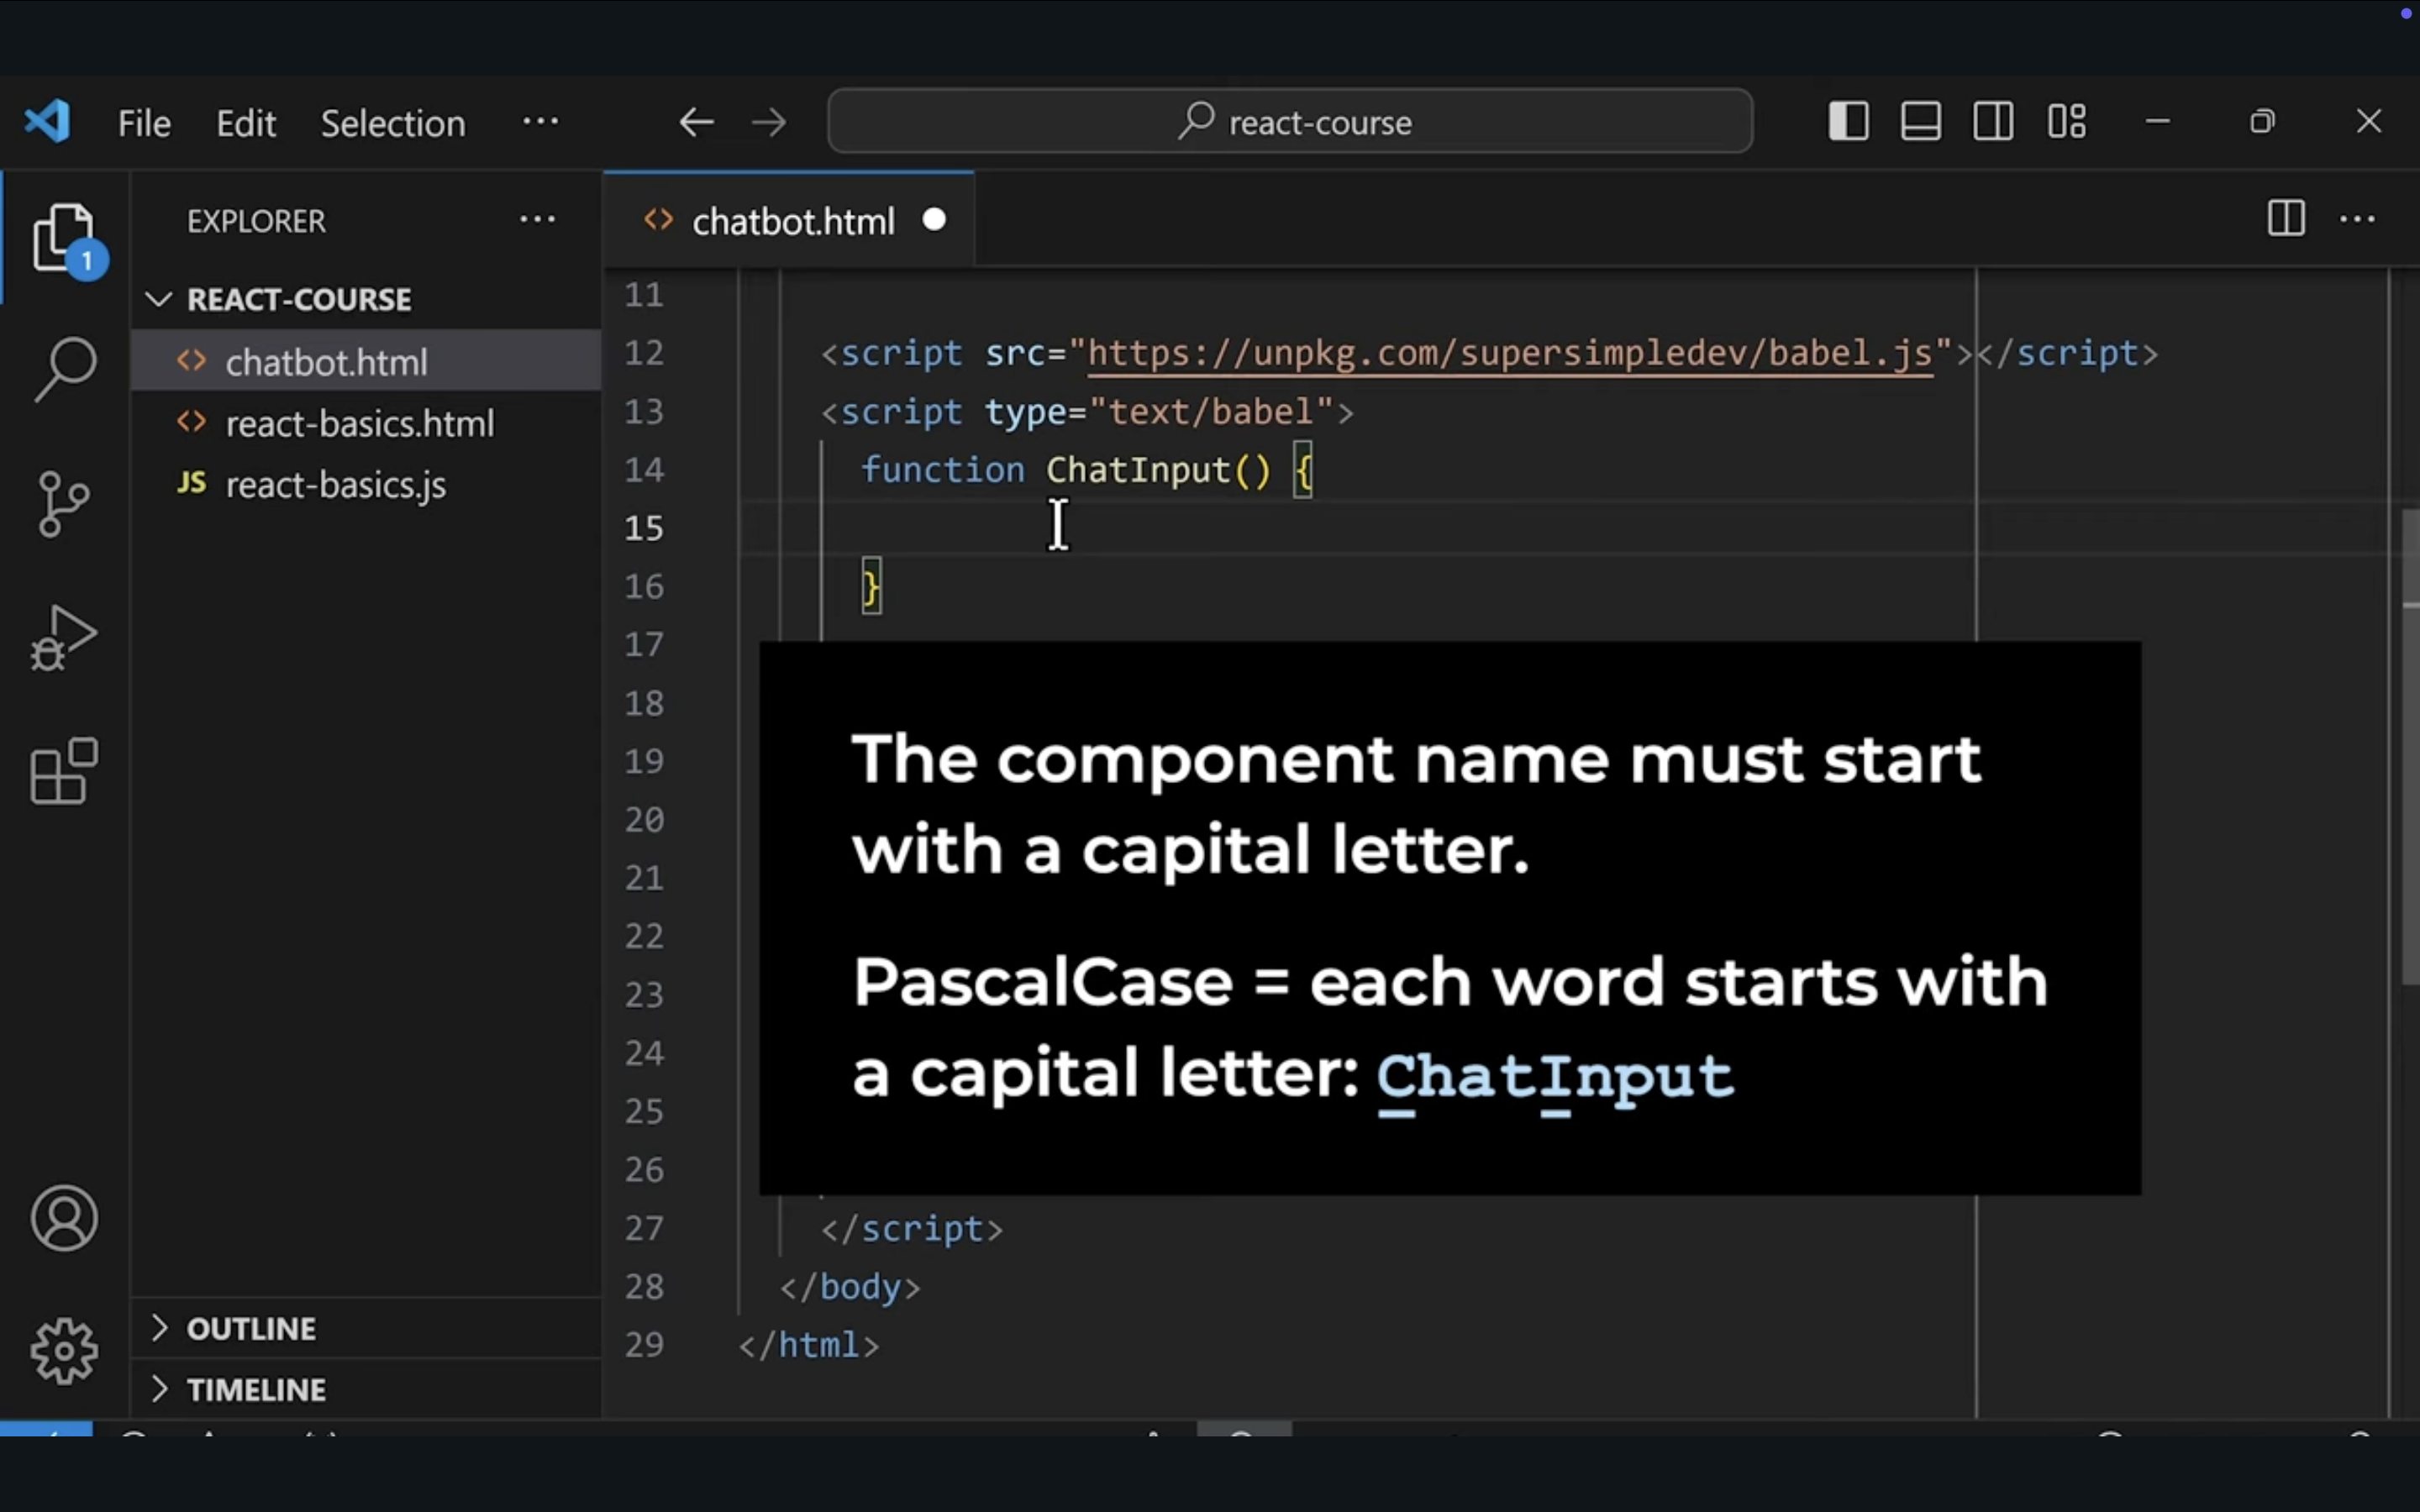 File Edit Selection ··· react-course
EXPLORER ···
chatbot.html
1
REACT-COURSE
chatbot.html
react-basics.html
JS react-basics.js
OUTLINE
TIMELINE
11
12 <script src="https://unpkg.com/supersimpledev/babel.js"></script>
13 <script type="text/babel">
14 function ChatInput() {
15
16 }
17
18
19
20
21
22
23
24
25
26
27 </script>
28 </body>
29 </html>
The component name must start
with a capital letter.
PascalCase = each word starts with
a capital letter: ChatInput